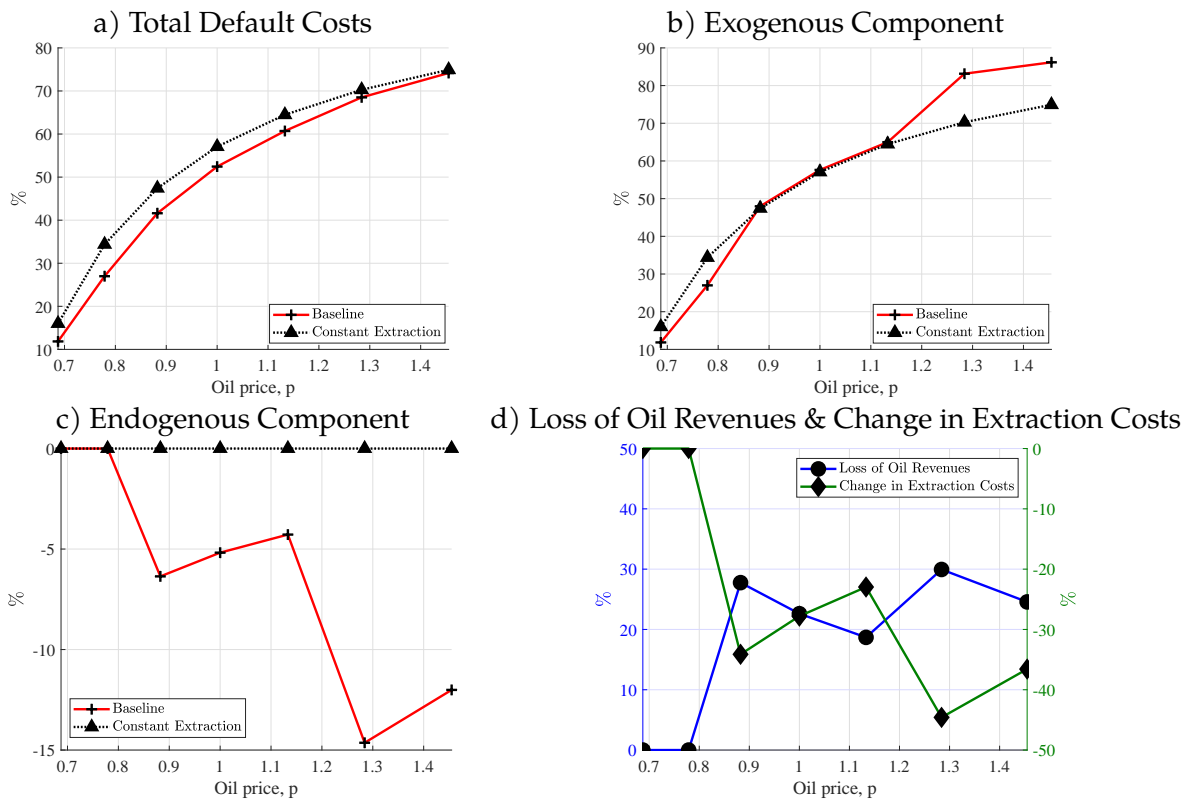 a) Total Default Costs
80
70
60
50
40
30
20
10
%
0.7 0.8 0.9 1 1.1 1.2 1.3 1.4
Oil price, p
Baseline
Constant Extraction
b) Exogenous Component
90
80
70
60
50
40
30
20
10
%
0.7 0.8 0.9 1 1.1 1.2 1.3 1.4
Oil price, p
Baseline
Constant Extraction
c) Endogenous Component
0
-5
-10
-15
%
0.7 0.8 0.9 1 1.1 1.2 1.3 1.4
Oil price, p
Baseline
Constant Extraction
d) Loss of Oil Revenues & Change in Extraction Costs
50
40
30
20
10
0
%
0
-10
-20
-30
-40
-50
%
0.7 0.8 0.9 1 1.1 1.2 1.3 1.4
Oil price, p
Loss of Oil Revenues
Change in Extraction Costs